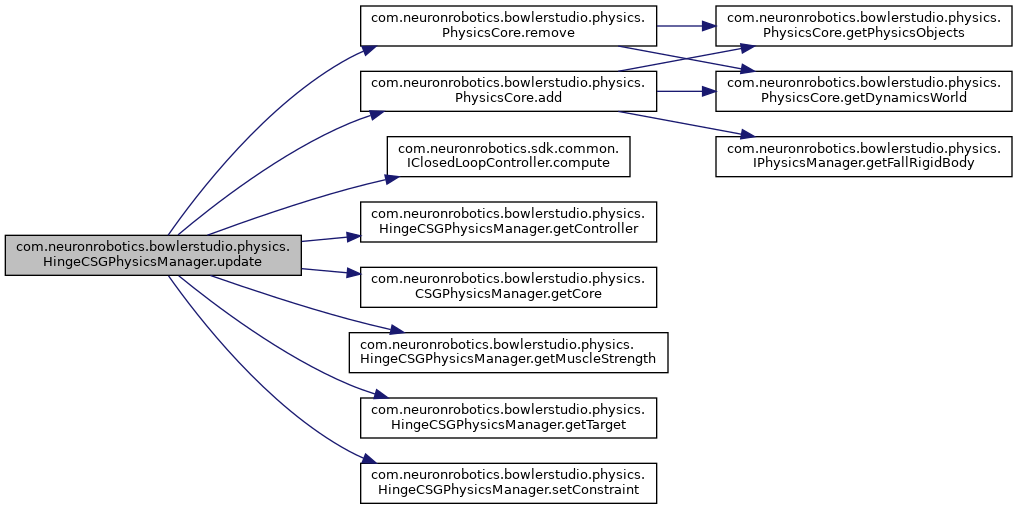 com.neuronrobotics.bowlerstudio.physics.
HingeCSGPhysicsManager.update
com.neuronrobotics.bowlerstudio.physics.
PhysicsCore.remove
com.neuronrobotics.bowlerstudio.physics.
PhysicsCore.add
com.neuronrobotics.sdk.common.
IClosedLoopController.compute
com.neuronrobotics.bowlerstudio.physics.
HingeCSGPhysicsManager.getController
com.neuronrobotics.bowlerstudio.physics.
CSGPhysicsManager.getCore
com.neuronrobotics.bowlerstudio.physics.
HingeCSGPhysicsManager.getMuscleStrength
com.neuronrobotics.bowlerstudio.physics.
HingeCSGPhysicsManager.getTarget
com.neuronrobotics.bowlerstudio.physics.
HingeCSGPhysicsManager.setConstraint
com.neuronrobotics.bowlerstudio.physics.
PhysicsCore.getPhysicsObjects
com.neuronrobotics.bowlerstudio.physics.
PhysicsCore.getDynamicsWorld
com.neuronrobotics.bowlerstudio.physics.
IPhysicsManager.getFallRigidBody